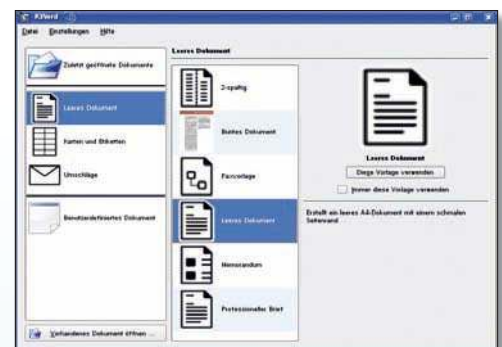 KWord
Datei Einstellungen Hilfe
Zuletzt geöffnete Dokumente
Leeres Dokument
Karten und Etiketten
Umschläge
Benutzerdefiniertes Dokument
Vorhandenes Dokument öffnen ...
Leeres Dokument
2-spaltig
Buntes Dokument
Faxvorlage
Leeres Dokument
Memorandum
Professioneller Brief
Leeres Dokument
Diese Vorlage verwenden
Immer diese Vorlage verwenden
Erstellt ein leeres A4-Dokument mit einem schmalen
Seitenrand